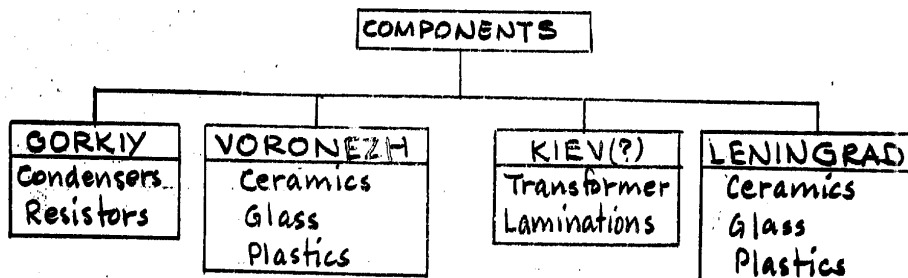 COMPONENTS
GORKIY
Condensers
Resistors
VORONEZH
Ceramics
Glass
Plastics
KIEV(?)
Transformer
Laminations
LENINGRAD
Ceramics
Glass
Plastics